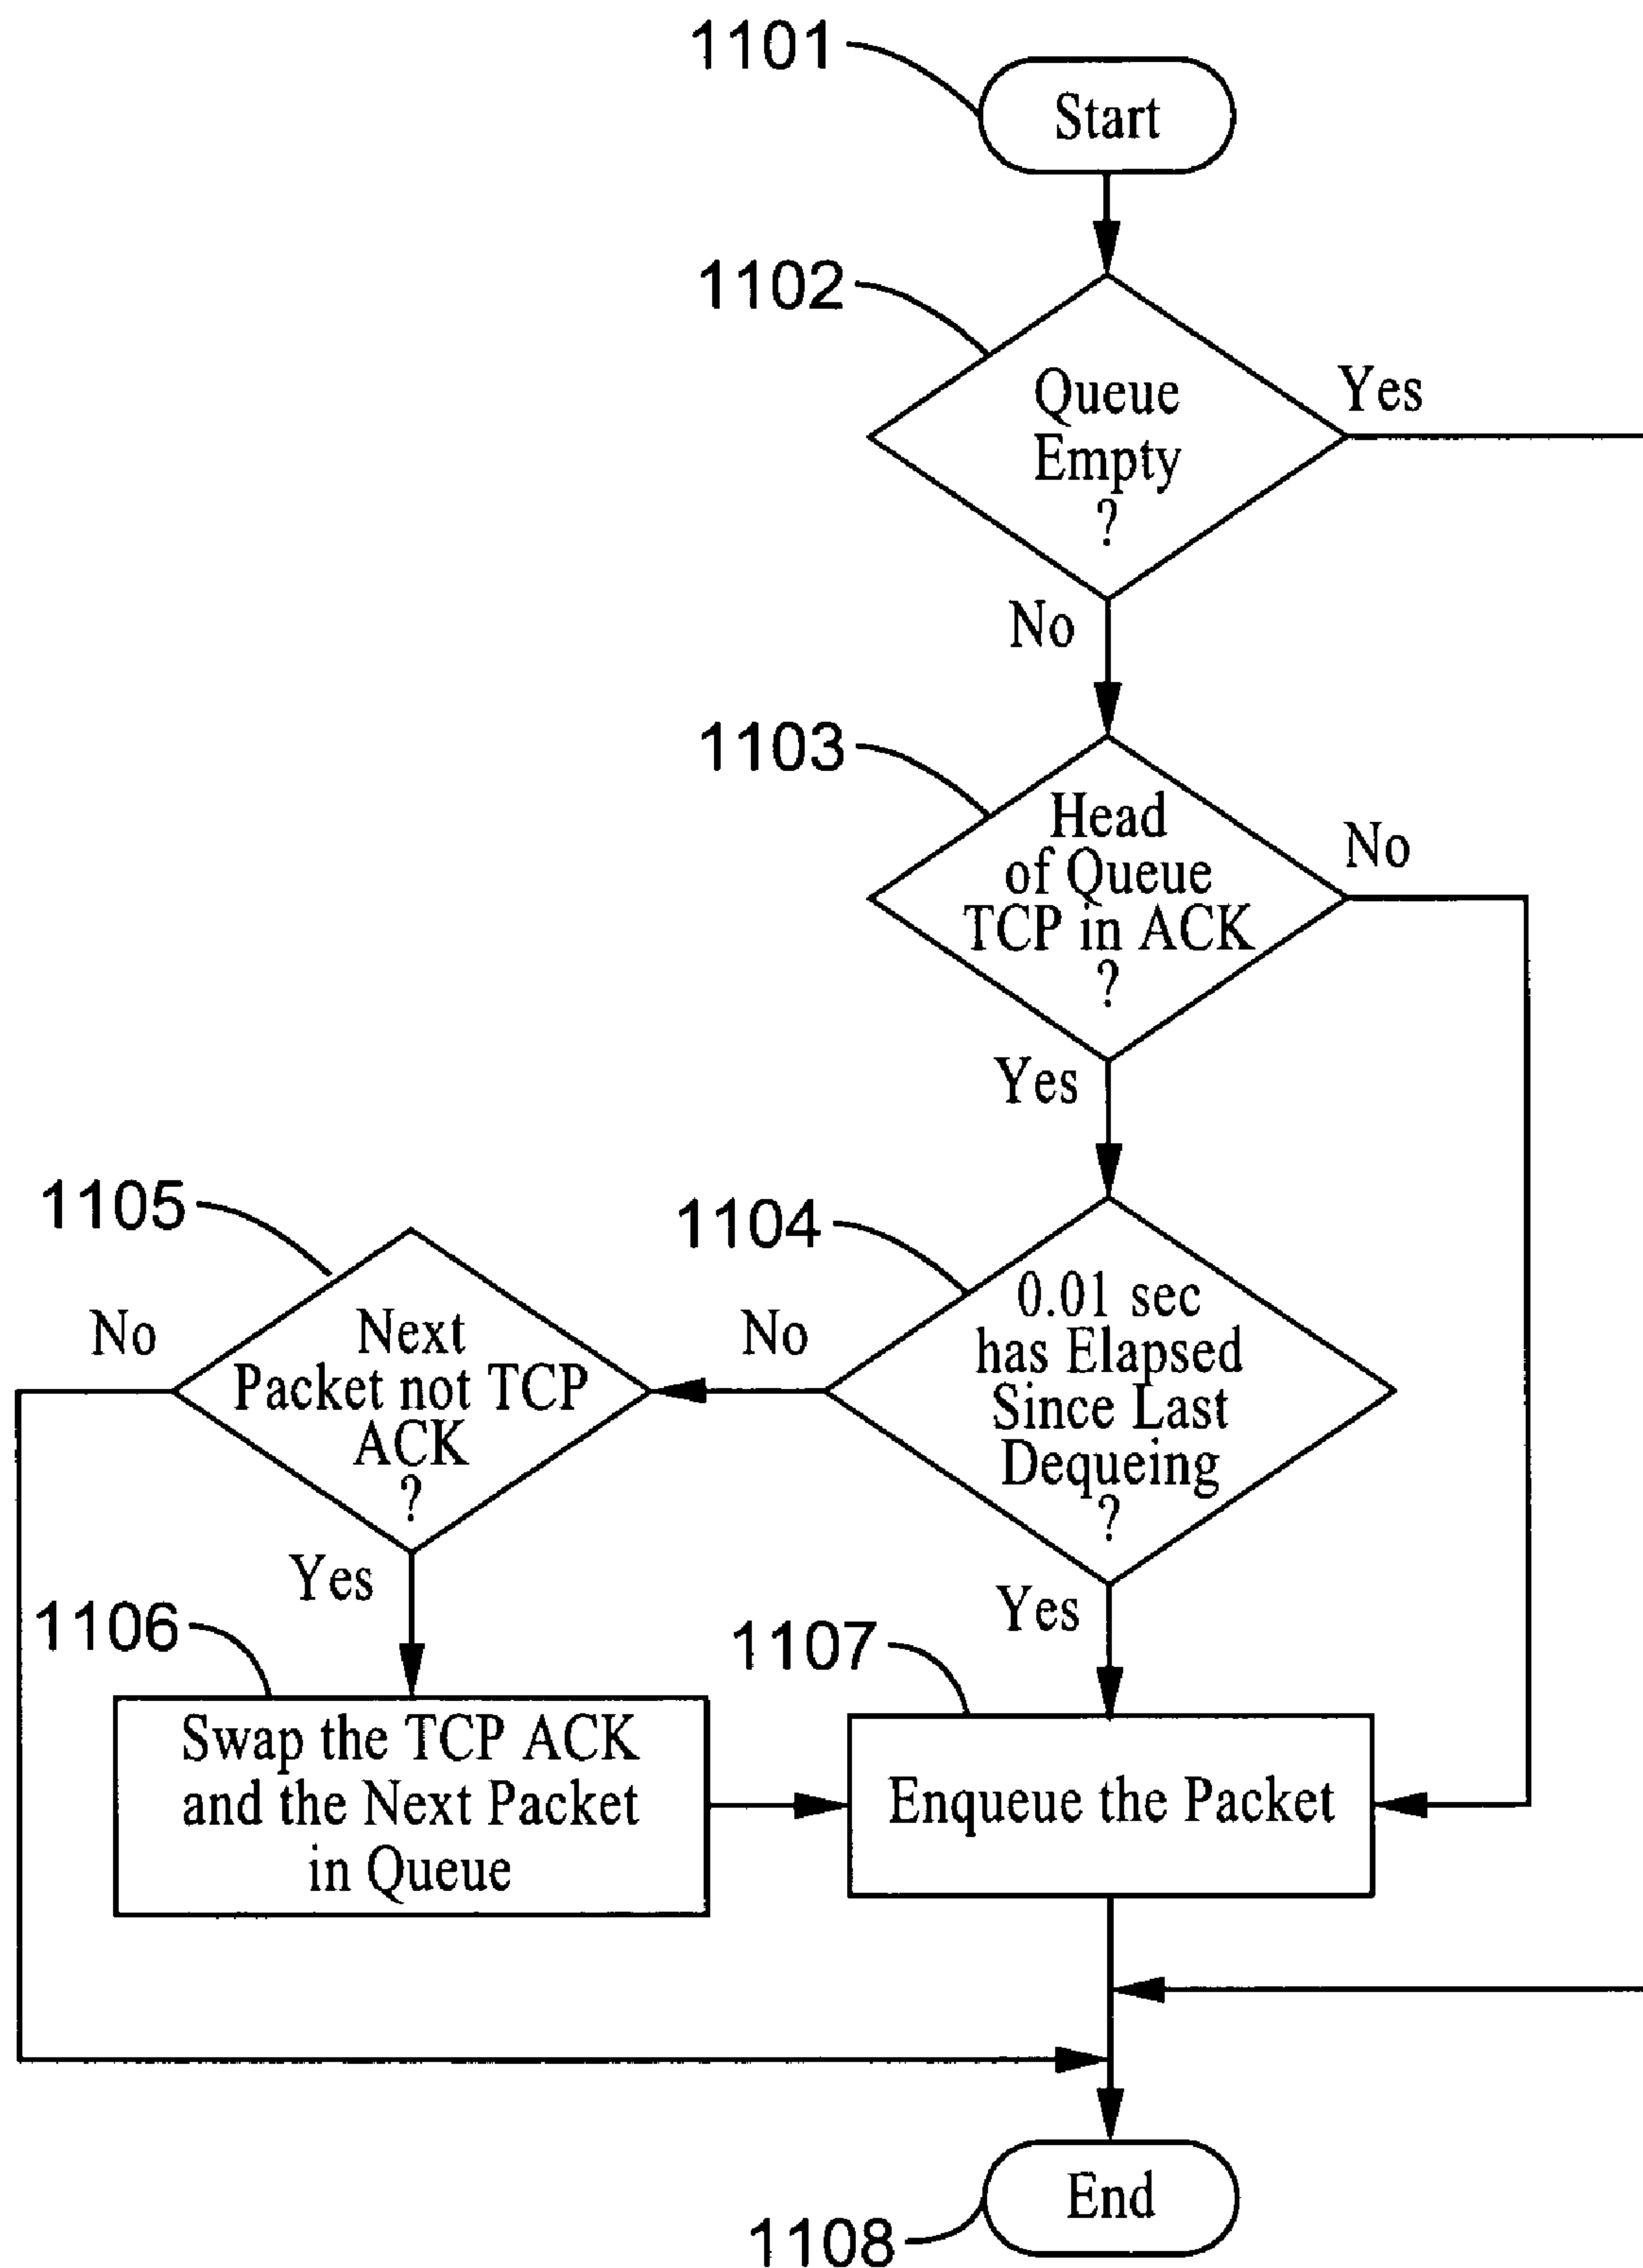 1101
Start
1102
Queue
Empty
?
Yes
No
1103
Head
of Queue
TCP in ACK
?
No
Yes
1104
0.01 sec
has Elapsed
Since Last
Dequeing
?
No
Yes
1105
Next
Packet not TCP
ACK
?
No
Yes
1106
Swap the TCP ACK
and the Next Packet
in Queue
1107
Enqueue the Packet
End
1108